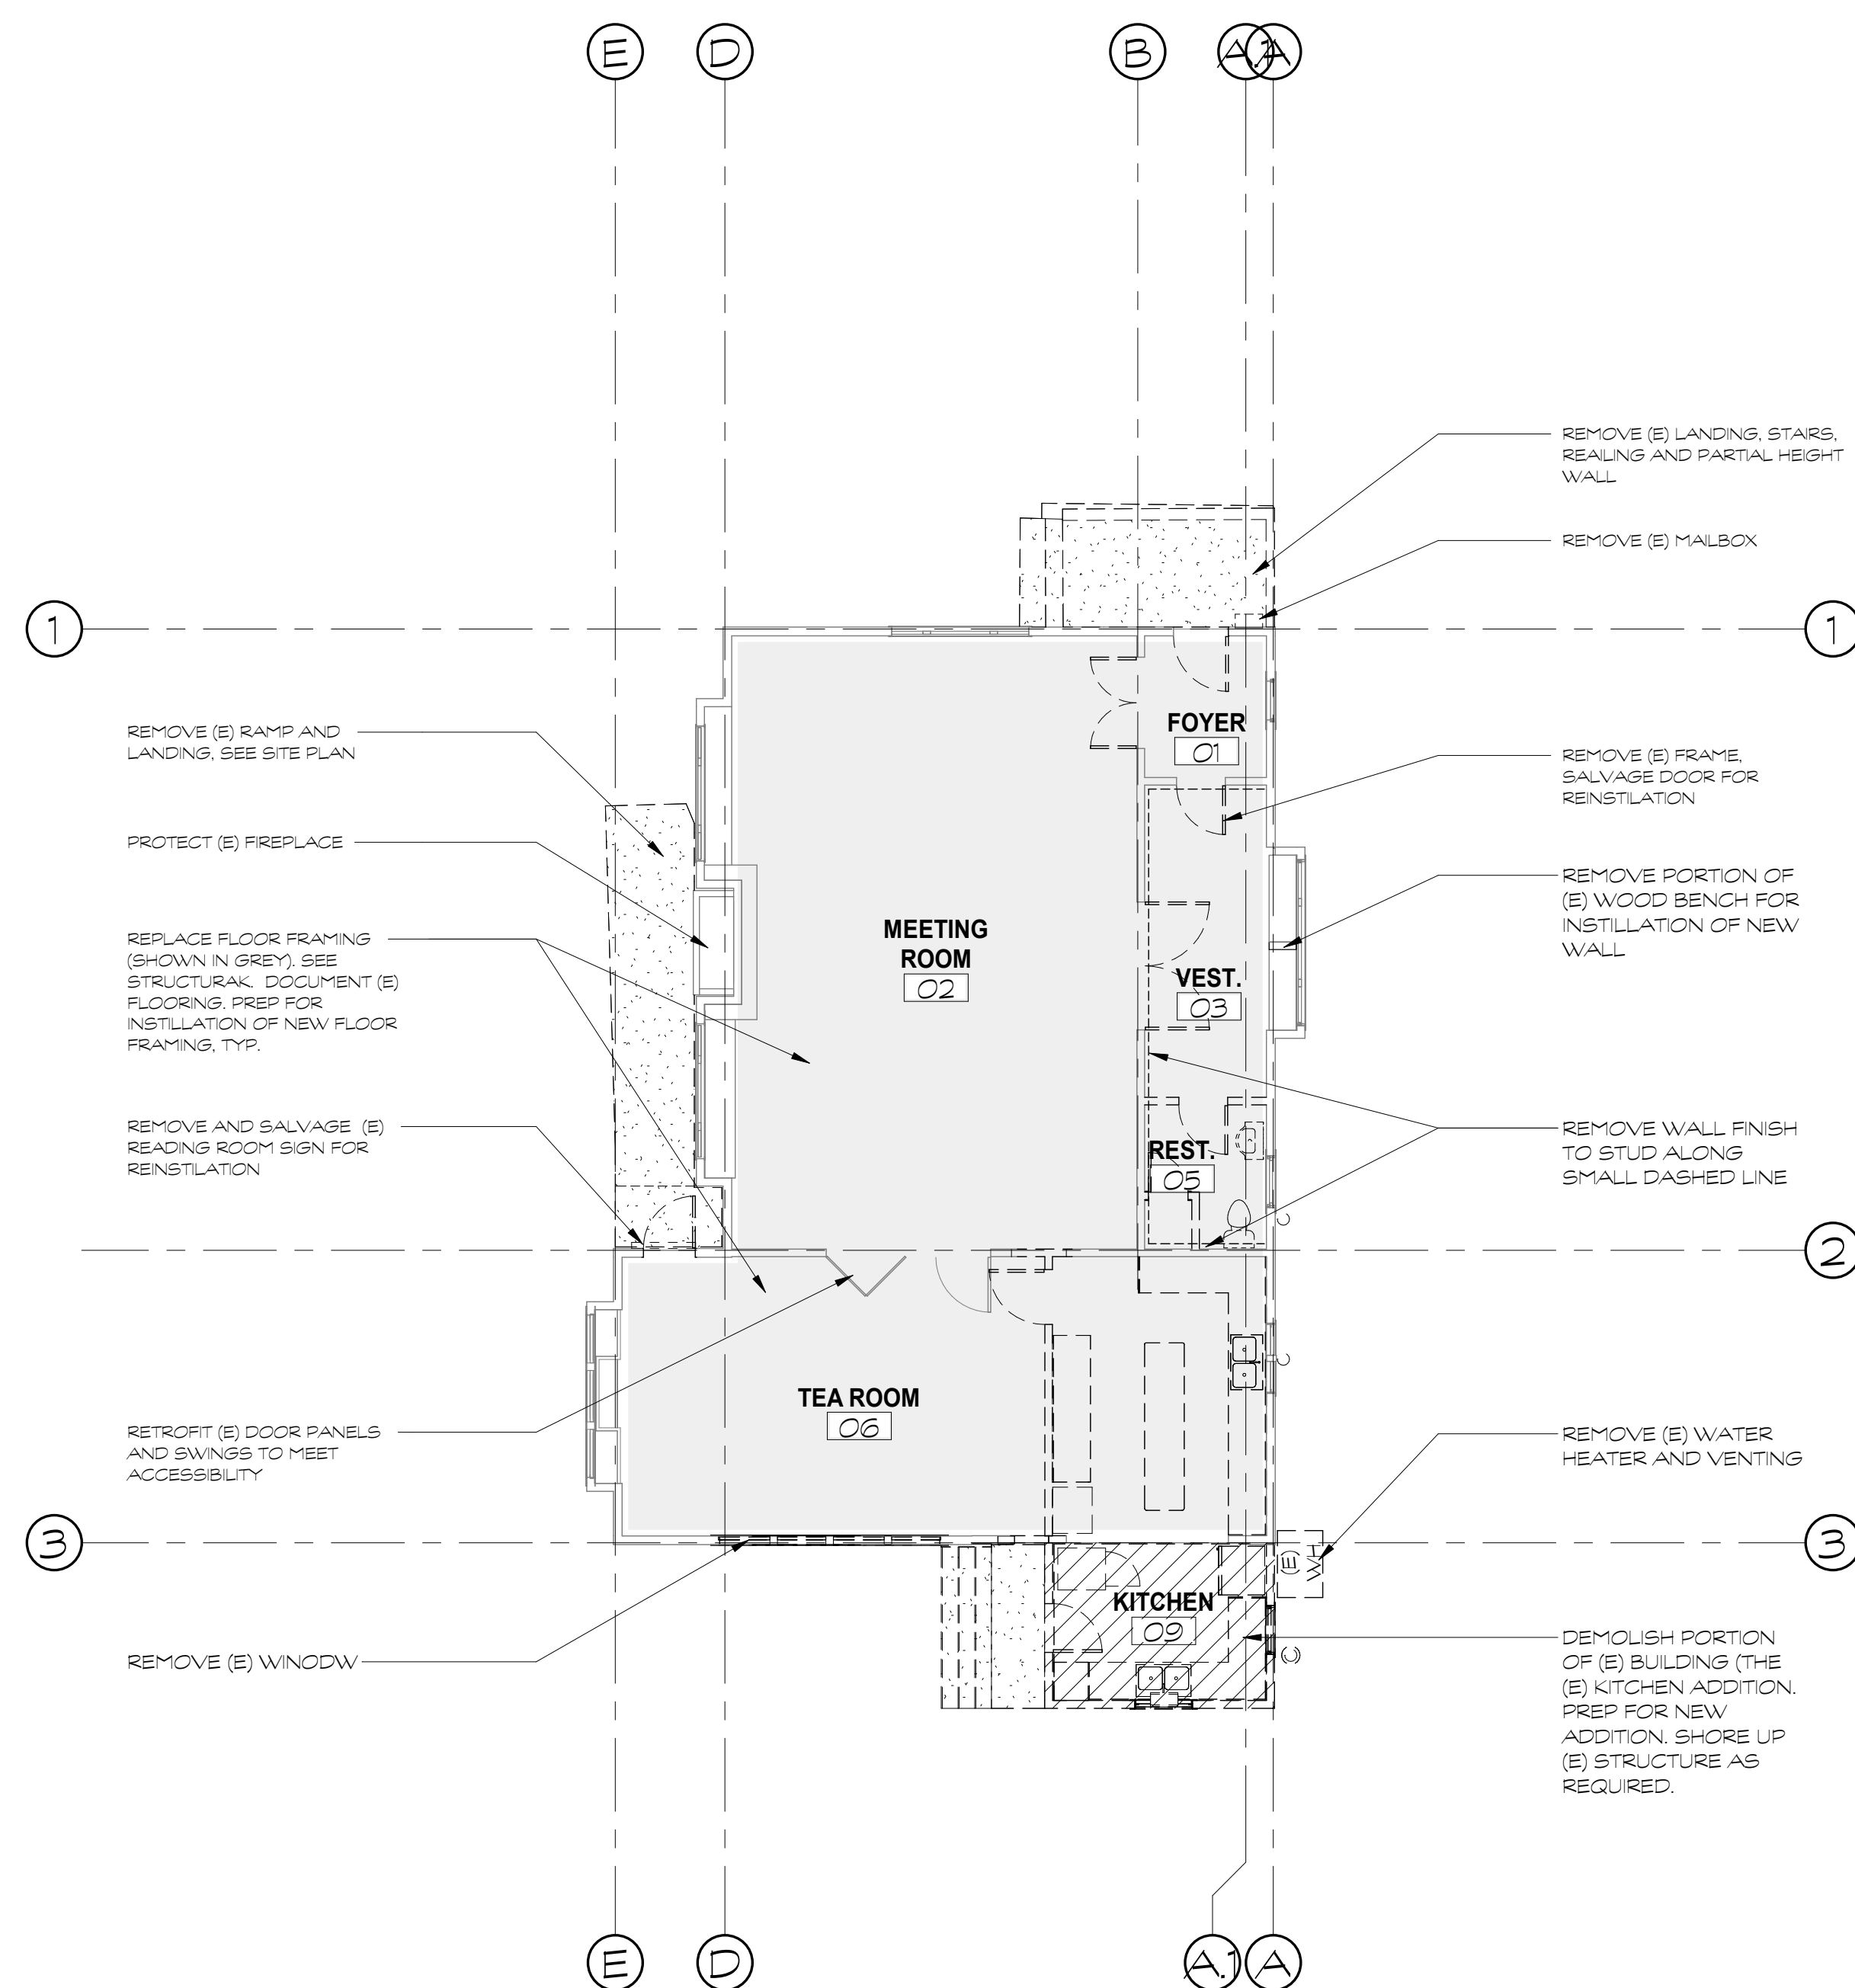 E
D
B
A.1
A
REMOVE (E) LANDING, STAIRS,
REAILING AND PARTIAL HEIGHT
WALL
REMOVE (E) MAILBOX
1
1
FOYER
01
REMOVE (E) RAMP AND
LANDING, SEE SITE PLAN
REMOVE (E) FRAME,
SALVAGE DOOR FOR
REINSTILATION
PROTECT (E) FIREPLACE
REMOVE PORTION OF
(E) WOOD BENCH FOR
INSTILLATION OF NEW
WALL
MEETING
ROOM
02
REPLACE FLOOR FRAMING
(SHOWN IN GREY). SEE
STRUCTURAK. DOCUMENT (E)
FLOORING. PREP FOR
INSTILLATION OF NEW FLOOR
FRAMING, TYP.
VEST.
03
REMOVE AND SALVAGE (E)
READING ROOM SIGN FOR
REINSTILATION
REMOVE WALL FINISH
TO STUD ALONG
SMALL DASHED LINE
REST.
05
C
2
C
TEA ROOM
06
RETROFIT (E) DOOR PANELS
AND SWINGS TO MEET
ACCESSIBILITY
REMOVE (E) WATER
HEATER AND VENTING
3
3
(E)
WH
KITCHEN
09
C
REMOVE (E) WINODW
DEMOLISH PORTION
OF (E) BUILDING (THE
(E) KITCHEN ADDITION.
PREP FOR NEW
ADDITION. SHORE UP
(E) STRUCTURE AS
REQUIRED.
E
D
A.1
A